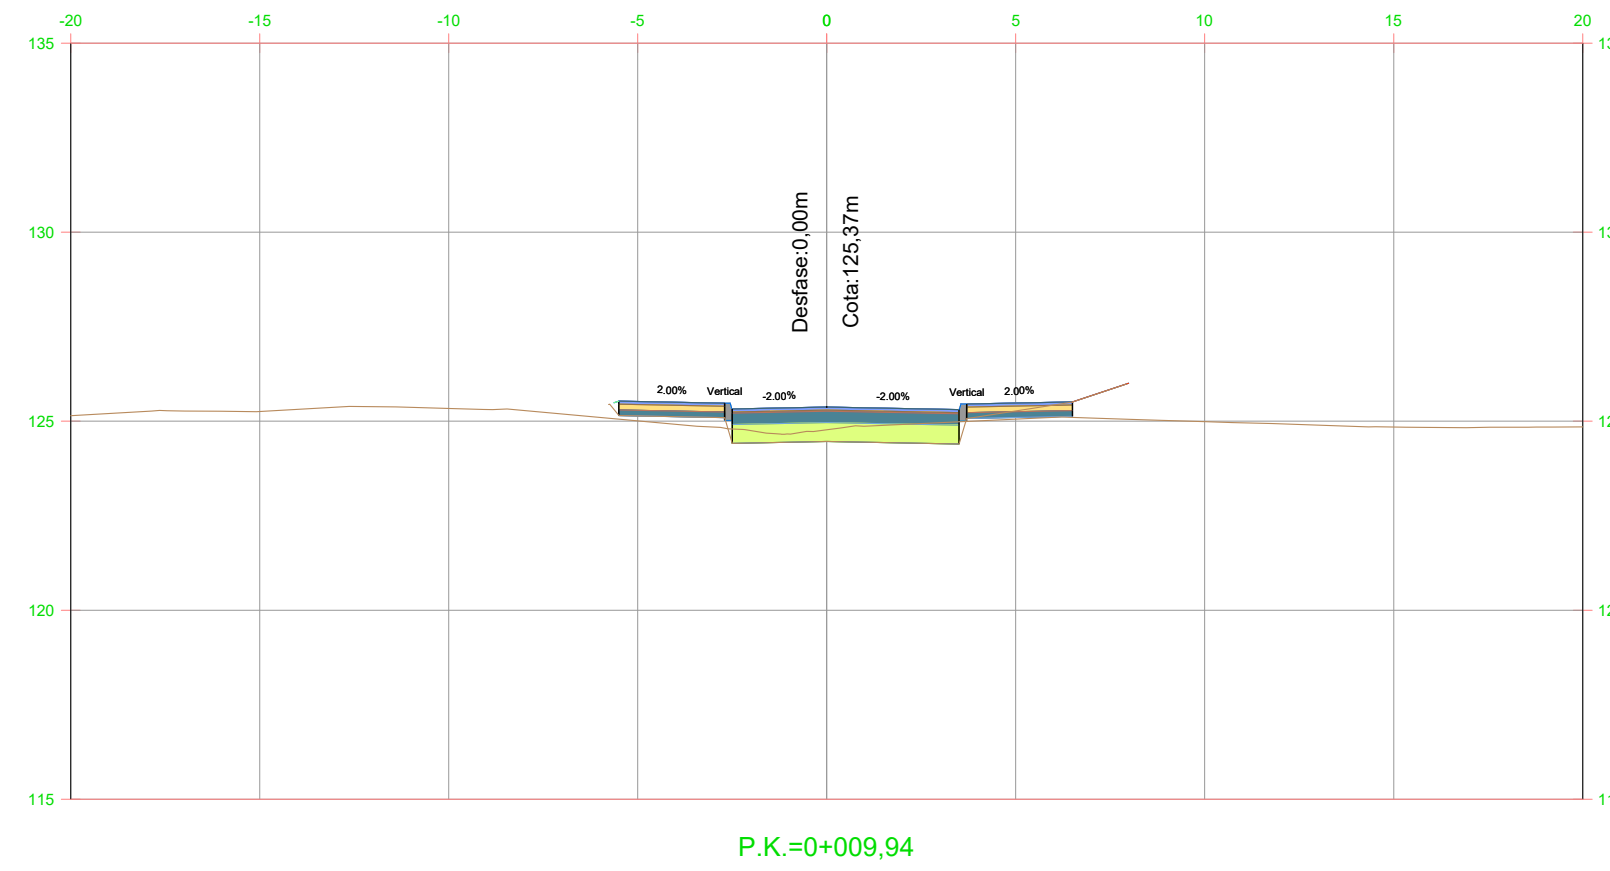 -20 -15 -10 -5 0 5 10 15 20
135
130
Desfase:0,00m
Cota:125,37m
2.00% Vertical -2.00% -2.00% Vertical 2.00%
125
120
115
P.K.=0+009,94